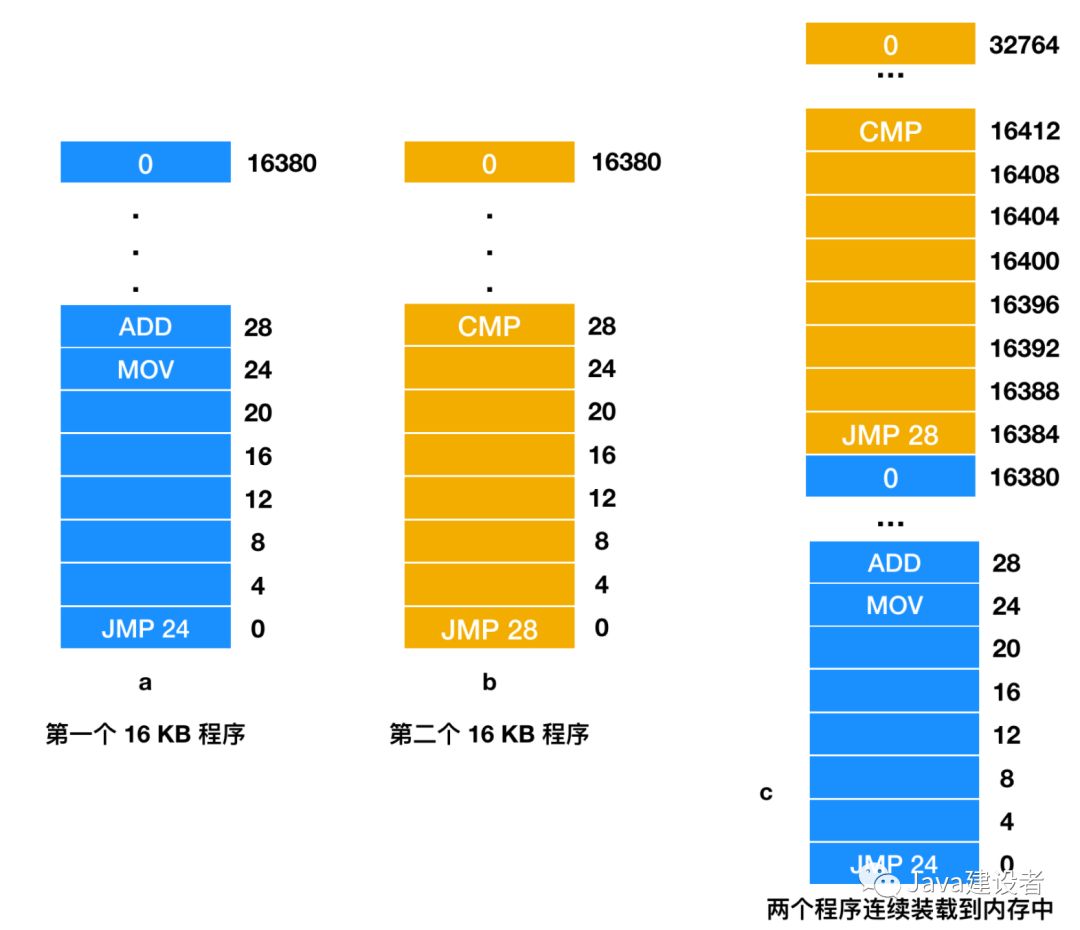 0 16380
.
.
.
ADD 28
MOV 24
20
16
12
8
4
JMP 24 0
a
第一个 16 KB 程序
0 16380
.
.
.
CMP 28
24
20
16
12
8
4
JMP 28 0
b
第二个 16 KB 程序
0 32764
...
CMP 16412
16408
16404
16400
16396
16392
16388
JMP 28 16384
0 16380
...
ADD 28
MOV 24
20
16
12
8
c
4
JMP 24 0
Java建设者
两个程序连续装载到内存中